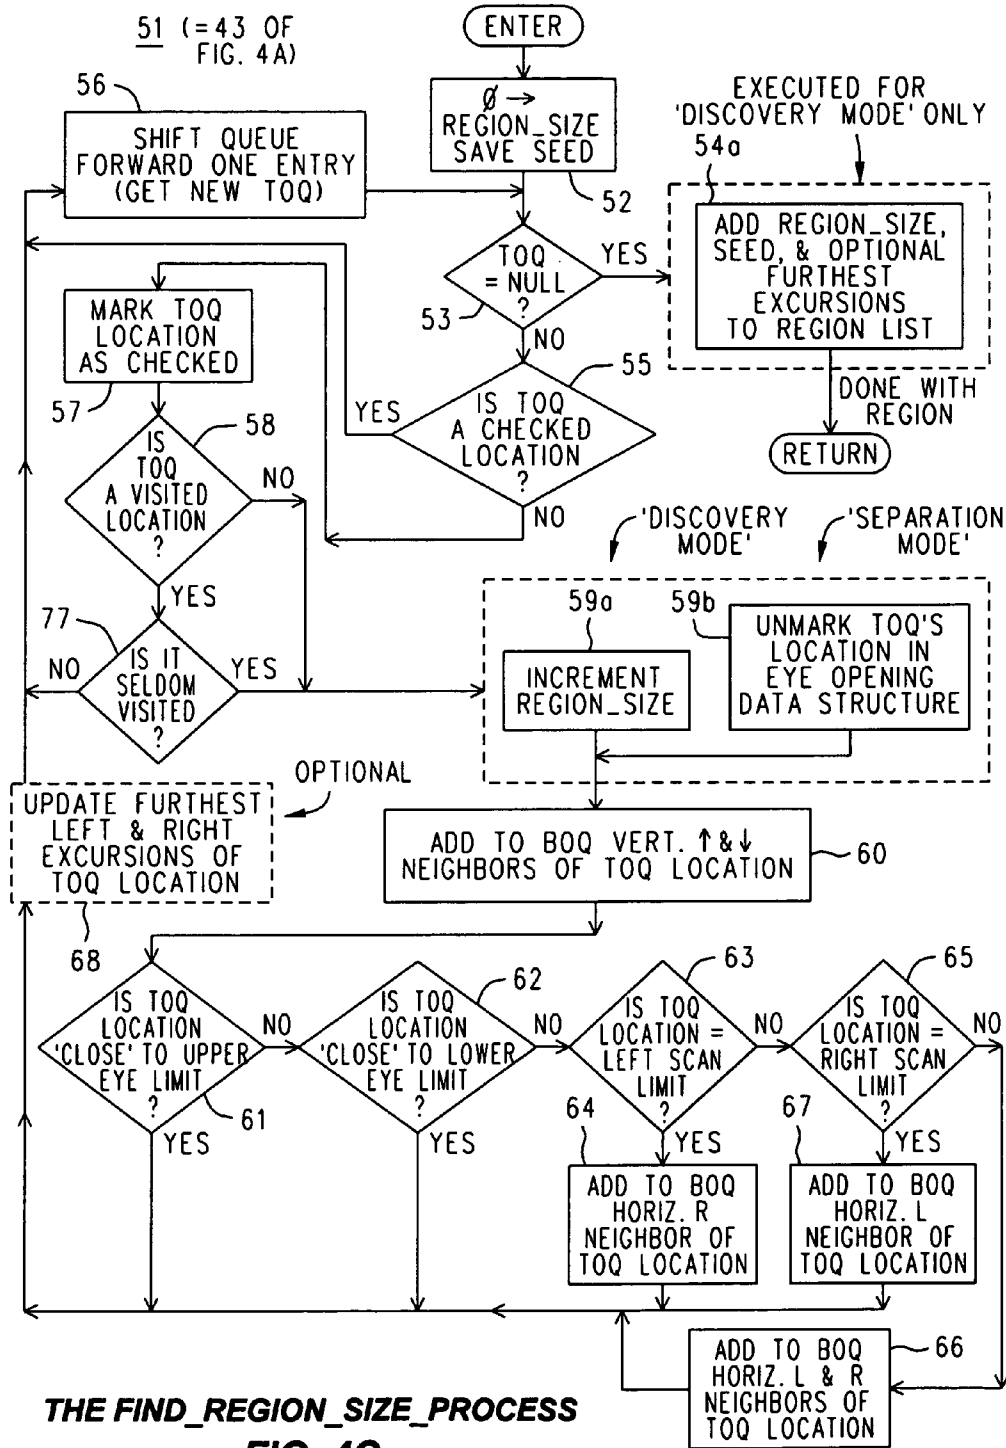 51 (=43 OF
FIG. 4A)
ENTER
56
SHIFT QUEUE
FORWARD ONE ENTRY
(GET NEW TOQ)
Ø →
REGION_SIZE
SAVE SEED
52
EXECUTED FOR
'DISCOVERY MODE' ONLY
54a
ADD REGION_SIZE,
SEED, & OPTIONAL
FURTHEST
EXCURSIONS
TO REGION LIST
DONE WITH
REGION
RETURN
TOQ
= NULL
?
53
YES
NO
55
IS TOQ
A CHECKED
LOCATION
?
YES
NO
MARK TOQ
LOCATION
AS CHECKED
57
58
IS
TOQ
A VISITED
LOCATION
?
NO
YES
77
IS IT
SELDOM
VISITED
?
NO
YES
'DISCOVERY
MODE'
'SEPARATION
MODE'
59a
INCREMENT
REGION_SIZE
59b
UNMARK TOQ'S
LOCATION IN
EYE OPENING
DATA STRUCTURE
OPTIONAL
UPDATE FURTHEST
LEFT & RIGHT
EXCURSIONS OF
TOQ LOCATION
68
ADD TO BOQ VERT. ↑&↓
NEIGHBORS OF TOQ LOCATION
60
IS TOQ
LOCATION
'CLOSE' TO UPPER
EYE LIMIT
?
61
NO
YES
62
IS TOQ
LOCATION
'CLOSE' TO LOWER
EYE LIMIT
?
NO
YES
63
IS TOQ
LOCATION =
LEFT SCAN
LIMIT
?
NO
YES
65
IS TOQ
LOCATION =
RIGHT SCAN
LIMIT
?
NO
YES
64
ADD TO BOQ
HORIZ. R
NEIGHBOR OF
TOQ LOCATION
67
ADD TO BOQ
HORIZ. L
NEIGHBOR OF
TOQ LOCATION
66
ADD TO BOQ
HORIZ. L & R
NEIGHBORS OF
TOQ LOCATION
THE FIND_REGION_SIZE_PROCESS
FIG. 4C